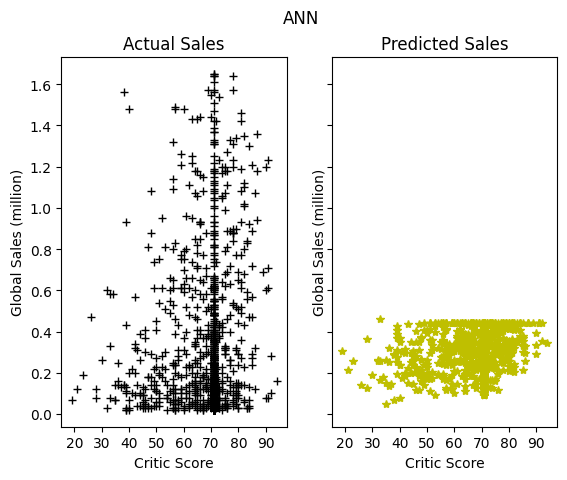 ANN
Actual Sales
Predicted Sales
Global Sales (million)
1.6
1.4
1.2
1.0
0.8
0.6
0.4
0.2
0.0
20 30 40 50 60 70 80 90
Critic Score
Global Sales (million)
20 30 40 50 60 70 80 90
Critic Score